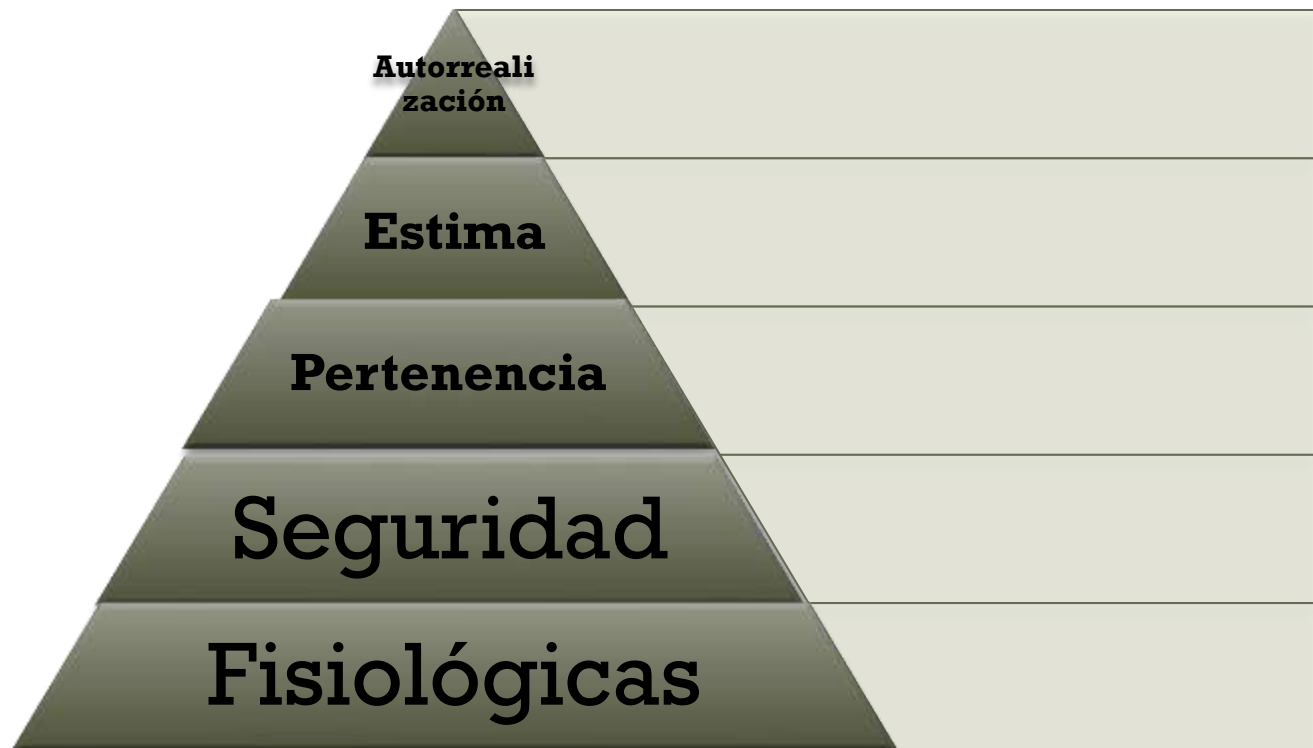 Autorreali
zación
Estima
Pertenencia
Seguridad
Fisiológicas